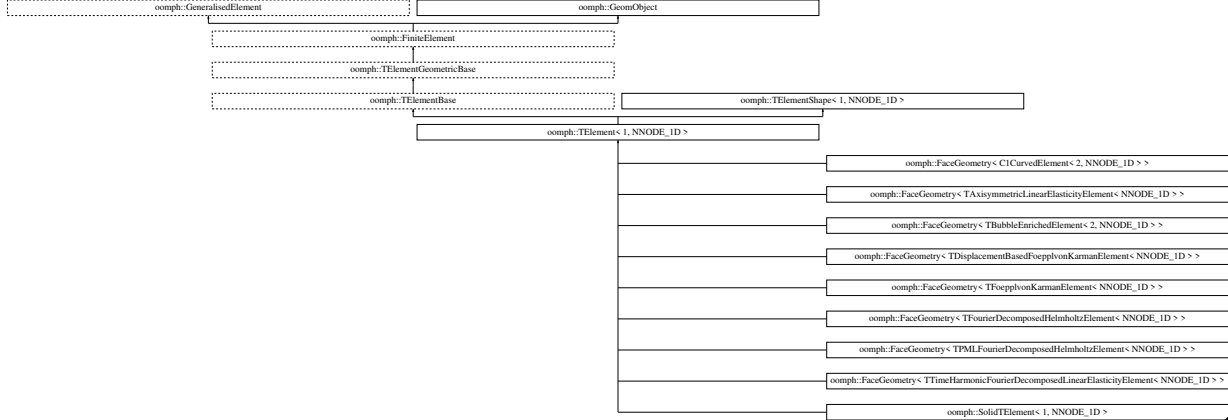 oomph::GeneralisedElement
oomph::GeomObject
oomph::FiniteElement
oomph::TElementGeometricBase
oomph::TElementBase
oomph::TElementShape< 1, NNODE_1D >
oomph::TElement< 1, NNODE_1D >
oomph::FaceGeometry< C1CurvedElement< 2, NNODE_1D > >
oomph::FaceGeometry< TAxisymmetricLinearElasticityElement< NNODE_1D > >
oomph::FaceGeometry< TBubbleEnrichedElement< 2, NNODE_1D > >
oomph::FaceGeometry< TDisplacementBasedFoepplvonKarmanElement< NNODE_1D > >
oomph::FaceGeometry< TFoepplvonKarmanElement< NNODE_1D > >
oomph::FaceGeometry< TFourierDecomposedHelmholtzElement< NNODE_1D > >
oomph::FaceGeometry< TPMLFourierDecomposedHelmholtzElement< NNODE_1D > >
oomph::FaceGeometry< TTimeHarmonicFourierDecomposedLinearElasticityElement< NNODE_1D > >
oomph::SolidTElement< 1, NNODE_1D >